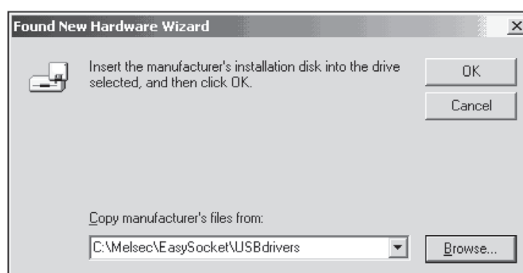 Found New Hardware Wizard
Insert the manufacturer's installation disk into the drive
selected, and then click OK.
OK
Cancel
Copy manufacturer's files from:
C:\Melsec\EasySocket\USBdrivers
Browse...